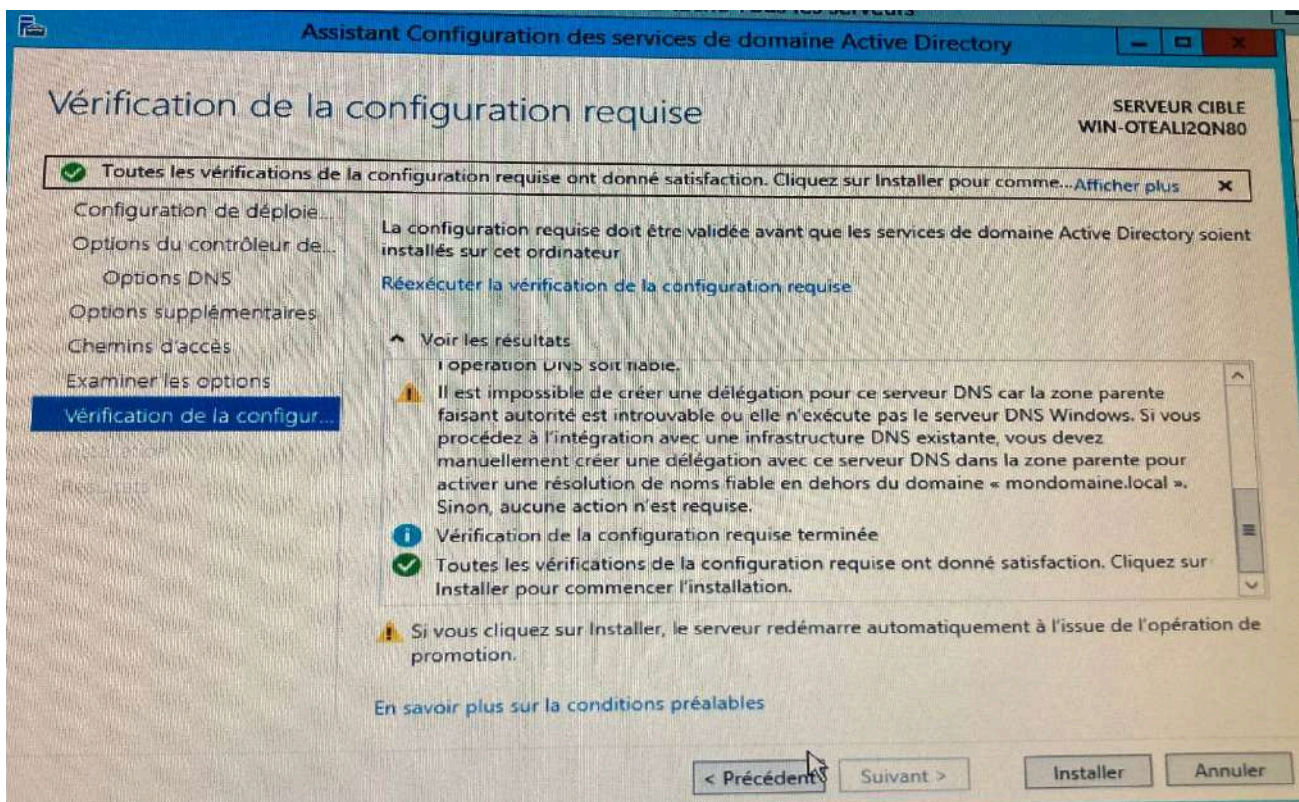 Assistant Configuration des services de domaine Active Directory
Vérification de la configuration requise
SERVEUR CIBLE
WIN-OTEALI2QN80
Toutes les vérifications de la configuration requise ont donné satisfaction. Cliquez sur Installer pour comme...Afficher plus
Configuration de déploie...
Options du contrôleur de...
Options DNS
Options supplémentaires
Chemins d'accès
Examiner les options
Vérification de la configur...
Résultats
La configuration requise doit être validée avant que les services de domaine Active Directory soient
installés sur cet ordinateur
Réexécuter la vérification de la configuration requise
Voir les résultats
l'opération DNS soit fiable.
Il est impossible de créer une délégation pour ce serveur DNS car la zone parente
faisant autorité est introuvable ou elle n'exécute pas le serveur DNS Windows. Si vous
procédez à l'intégration avec une infrastructure DNS existante, vous devez
manuellement créer une délégation avec ce serveur DNS dans la zone parente pour
activer une résolution de noms fiable en dehors du domaine « mondomaine.local ».
Sinon, aucune action n'est requise.
Vérification de la configuration requise terminée
Toutes les vérifications de la configuration requise ont donné satisfaction. Cliquez sur
Installer pour commencer l'installation.
Si vous cliquez sur Installer, le serveur redémarre automatiquement à l'issue de l'opération de
promotion.
En savoir plus sur la conditions préalables
< Précédent
Suivant >
Installer
Annuler